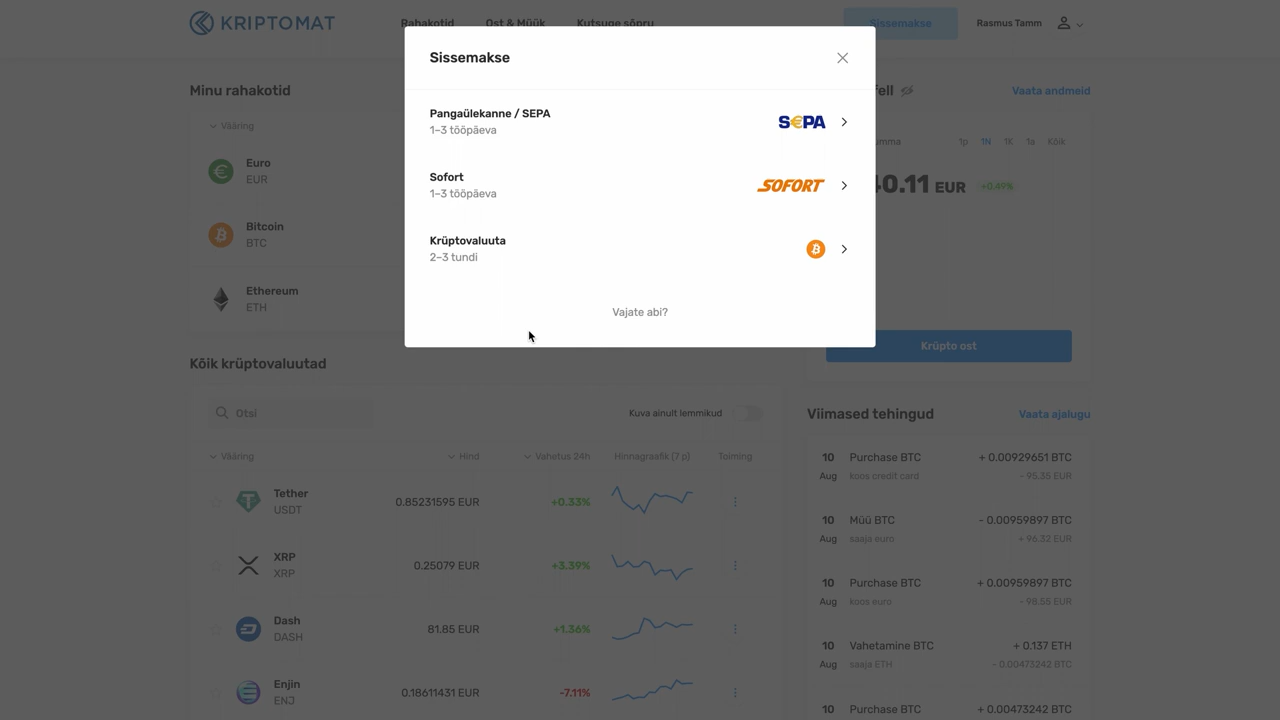 KRIPTOMAT
Rahakotid
Ost & Müük
Kutsuge sõpru
Sissemakse
Rasmus Tamm
Sissemakse
Pangaülekanne / SEPA
1–3 tööpäeva
SEPA
Sofort
1–3 tööpäeva
SOFORT
Krüptovaluuta
2–3 tundi
Vajate abi?
Minu rahakotid
Vääring
Euro
EUR
Bitcoin
BTC
Ethereum
ETH
Vaata andmeid
1p 1N 1K 1a Kõik
40.11 EUR +0.49%
Krüpto ost
Kõik krüptovaluutad
Otsi
Kuva ainult lemmikud
Vääring Hind Vahetus 24h Hinnagraafik (7 p) Toiming
Tether
USDT
0.85231595 EUR +0.33%
XRP
XRP
0.25079 EUR +3.39%
Dash
DASH
81.85 EUR +1.36%
Enjin
ENJ
0.18611431 EUR -7.11%
Viimased tehingud
Vaata ajalugu
10 Purchase BTC + 0.00929651 BTC
Aug koos credit card - 95.35 EUR
10 Müü BTC - 0.00959897 BTC
Aug saaja euro + 96.32 EUR
10 Purchase BTC + 0.00959897 BTC
Aug koos euro - 98.55 EUR
10 Vahetamine BTC + 0.137 ETH
Aug saaja ETH - 0.00473242 BTC
10 Purchase BTC + 0.00473242 BTC